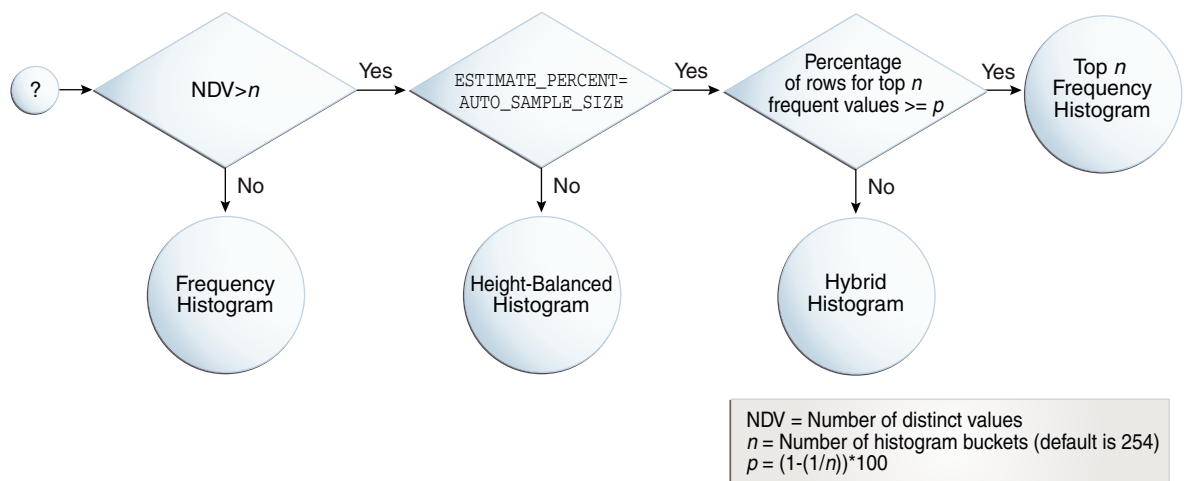 ?
NDV>n
Yes
No
Frequency
Histogram
ESTIMATE_PERCENT=
AUTO_SAMPLE_SIZE
Yes
No
Height-Balanced
Histogram
Percentage
of rows for top n
frequent values >= p
Yes
No
Hybrid
Histogram
Top n
Frequency
Histogram
NDV = Number of distinct values
n = Number of histogram buckets (default is 254)
p = (1-(1/n))*100